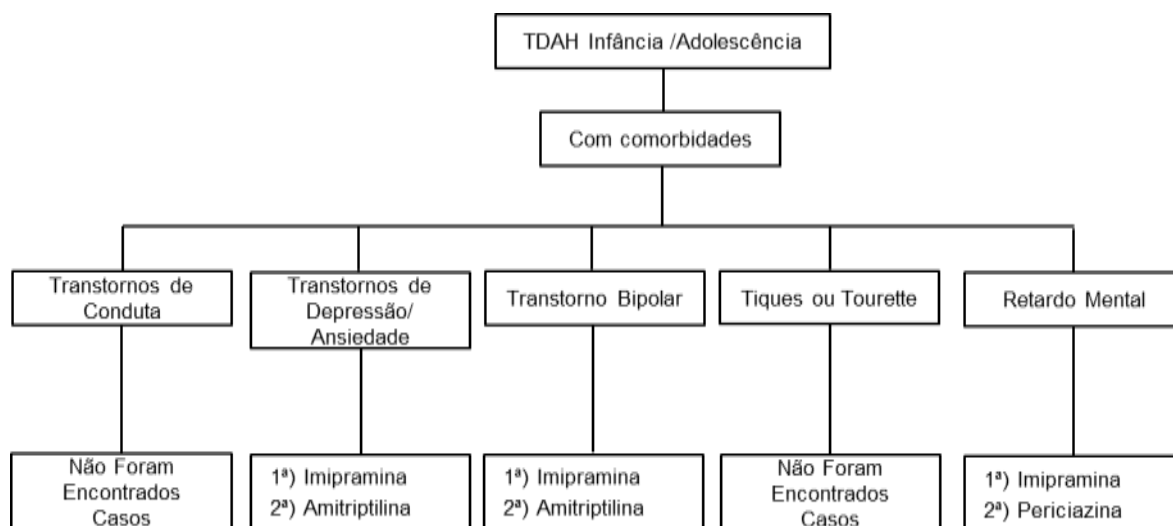 TDAH Infância /Adolescência
Com comorbidades
Transtornos de
Conduta
Transtornos de
Depressão/
Ansiedade
Transtorno Bipolar
Tiques ou Tourette
Retardo Mental
Não Foram
Encontrados
Casos
1ª) Imipramina
2ª) Amitriptilina
1ª) Imipramina
2ª) Amitriptilina
Não Foram
Encontrados
Casos
1ª) Imipramina
2ª) Periciazina